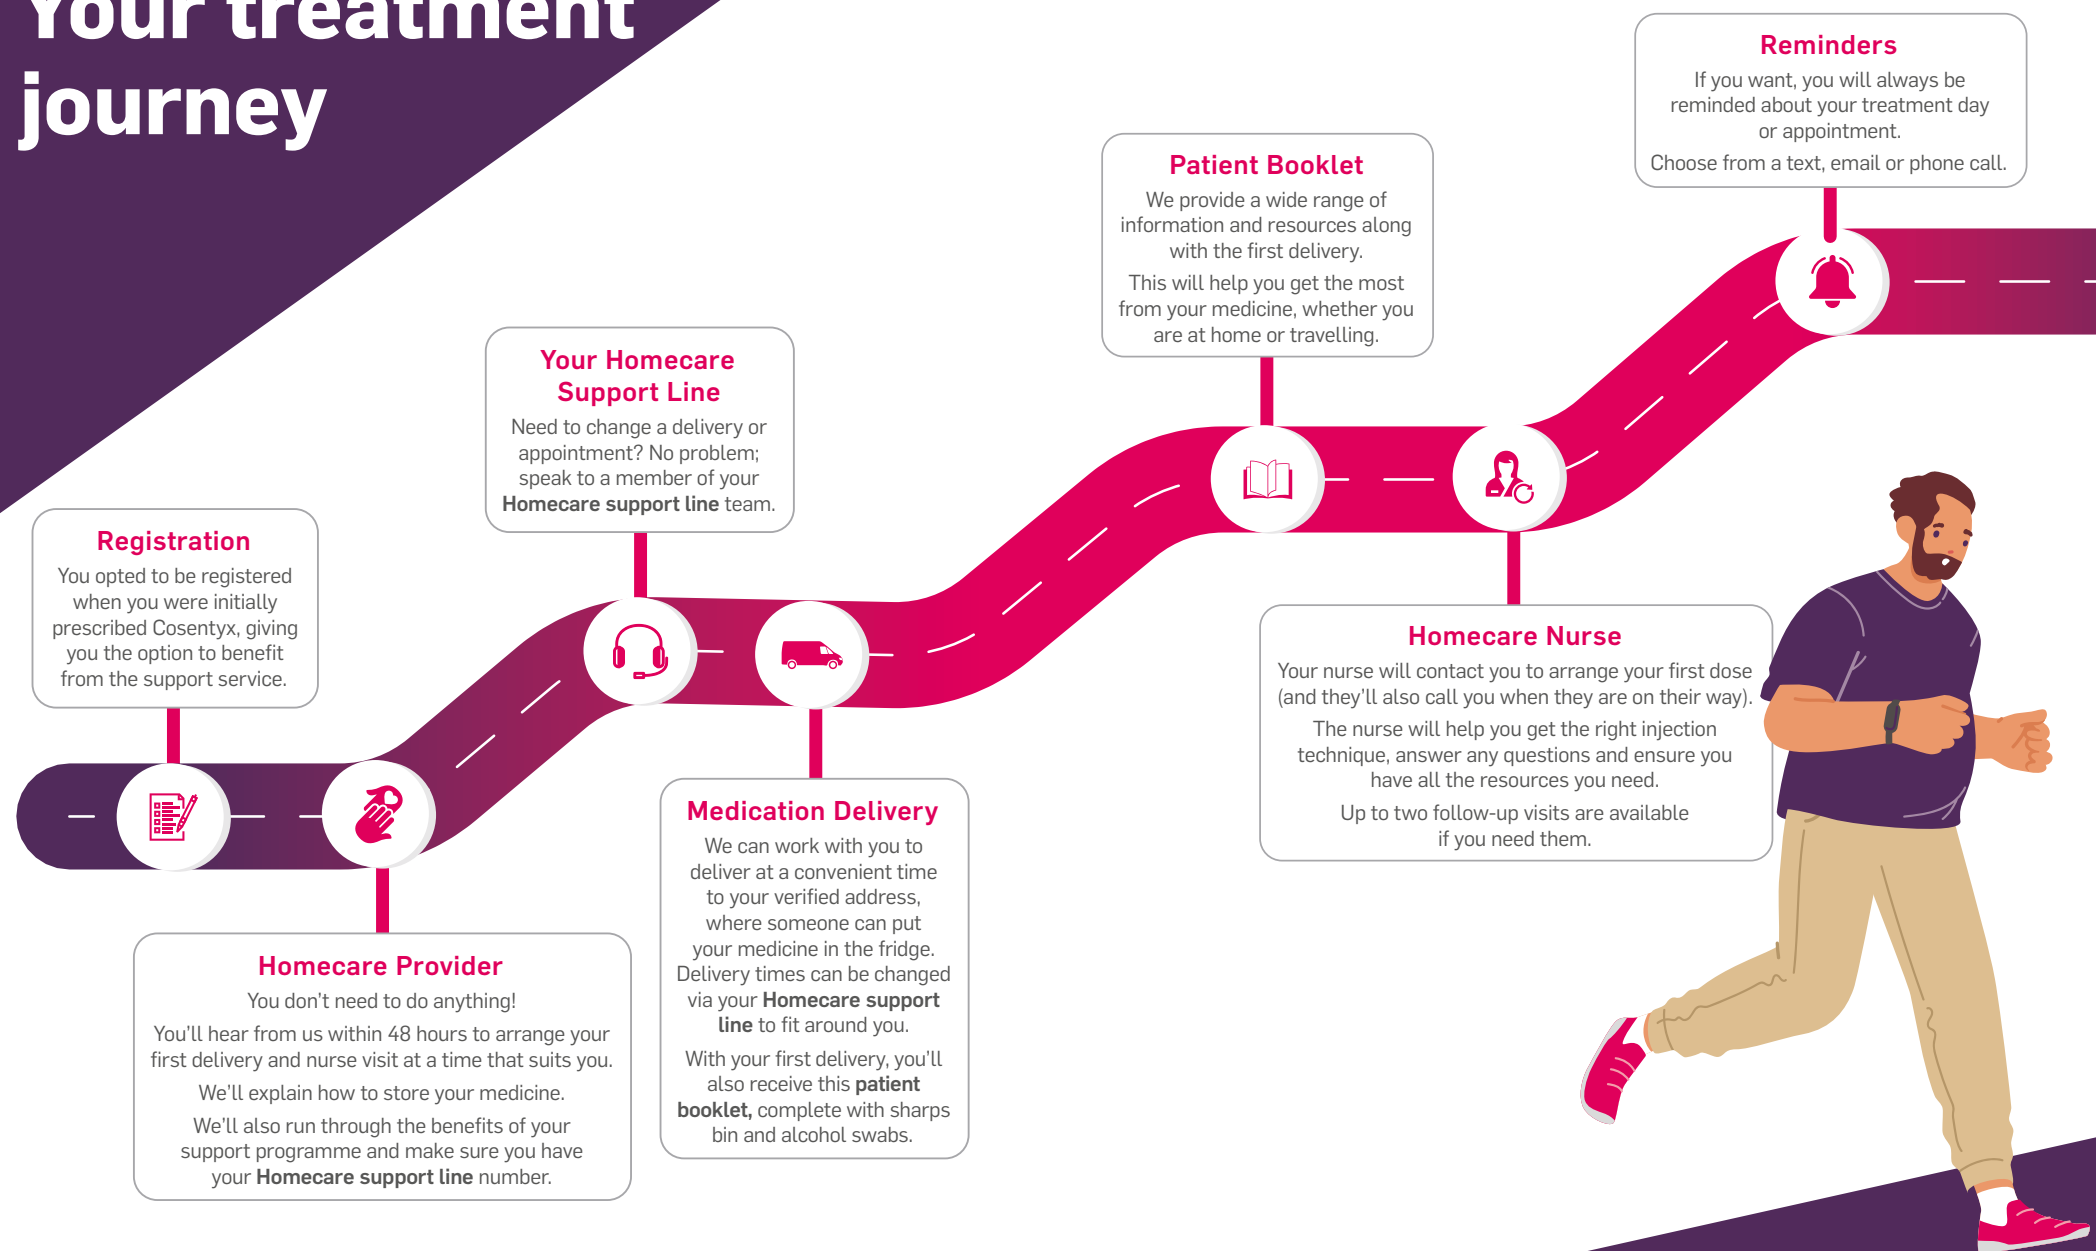 Your treatment
journey
Registration
You opted to be registered
when you were initially
prescribed Cosentyx, giving
you the option to benefit
from the support service.
Homecare Provider
You don't need to do anything!
You'll hear from us within 48 hours to arrange your
first delivery and nurse visit at a time that suits you.
We'll explain how to store your medicine.
We'll also run through the benefits of your
support programme and make sure you have
your Homecare support line number.
Your Homecare
Support Line
Need to change a delivery or
appointment? No problem;
speak to a member of your
Homecare support line team.
Medication Delivery
We can work with you to
deliver at a convenient time
to your verified address,
where someone can put
your medicine in the fridge.
Delivery times can be changed
via your Homecare support
line to fit around you.
With your first delivery, you'll
also receive this patient
booklet, complete with sharps
bin and alcohol swabs.
Patient Booklet
We provide a wide range of
information and resources along
with the first delivery.
This will help you get the most
from your medicine, whether you
are at home or travelling.
Homecare Nurse
Your nurse will contact you to arrange your first dose
(and they'll also call you when they are on their way).
The nurse will help you get the right injection
technique, answer any questions and ensure you
have all the resources you need.
Up to two follow-up visits are available
if you need them.
Reminders
If you want, you will always be
reminded about your treatment day
or appointment.
Choose from a text, email or phone call.